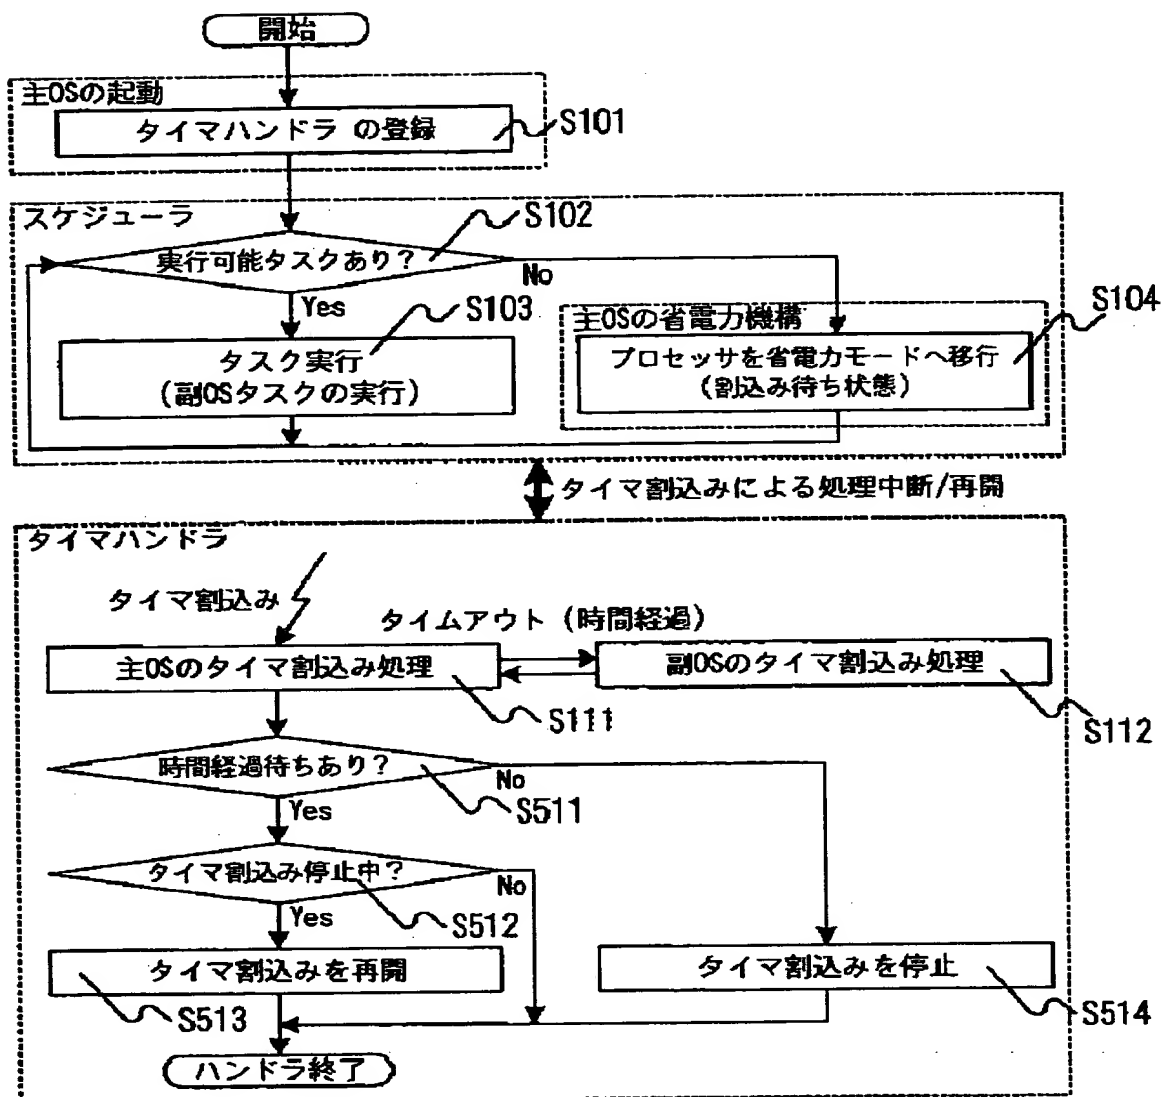 開始
主OSの起動
タイマハンドラ の登録
S101
スケジューラ
S102
実行可能タスクあり?
No
Yes
S103
S104
主OSの省電力機構
タスク実行
(副OSタスクの実行)
プロセッサを省電力モードへ移行
(割込み待ち状態)
タイマ割込みによる処理中断/再開
タイマハンドラ
タイマ割込み
タイムアウト (時間経過)
主OSのタイマ割込み処理
副OSのタイマ割込み処理
S111
S112
時間経過待ちあり?
No
Yes
S511
タイマ割込み停止中?
No
Yes
S512
タイマ割込みを再開
タイマ割込みを停止
S513
S514
ハンドラ終了